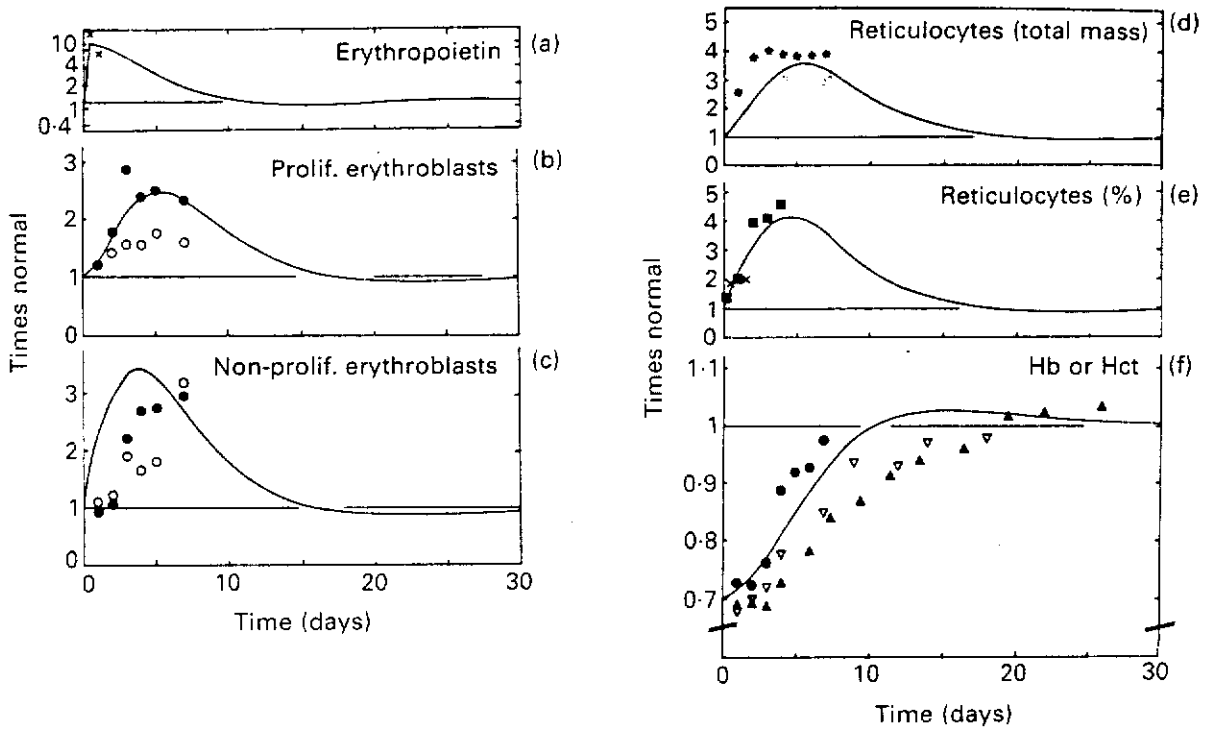 Erythropoietin
(a)
10
4
2
1
0·4
Prolif. erythroblasts
(b)
3
2
1
0
Non-prolif. erythroblasts
(c)
3
2
1
0
0 10 20 30
Time (days)
Times normal
Reticulocytes (total mass)
(d)
5
4
3
2
1
0
Reticulocytes (%)
(e)
5
4
3
2
1
0
Hb or Hct
(f)
1·1
1
0·9
0·8
0·7
0 10 20 30
Time (days)
Times normal